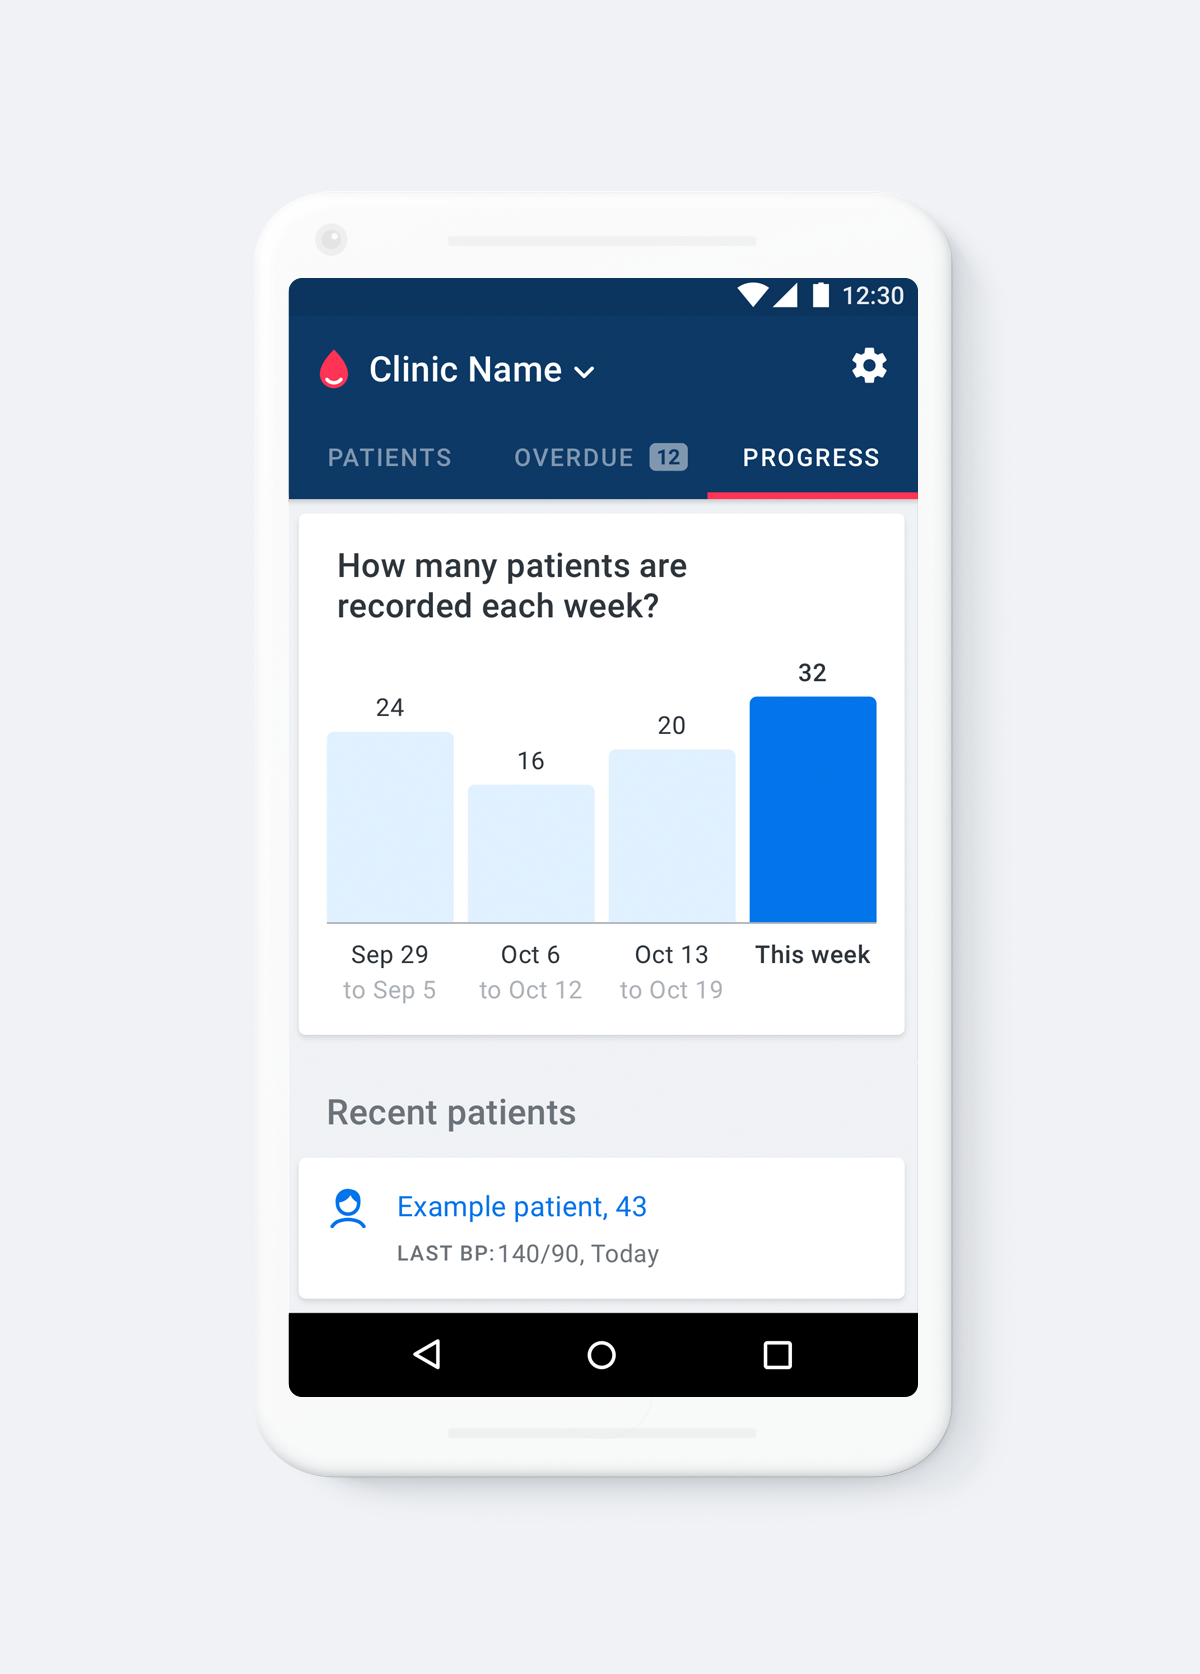 12:30
Clinic Name
PATIENTS OVERDUE 12 PROGRESS
How many patients are
recorded each week?
24 16 20 32
Sep 29 Oct 6 Oct 13 This week
to Sep 5 to Oct 12 to Oct 19
Recent patients
Example patient, 43
LAST BP: 140/90, Today